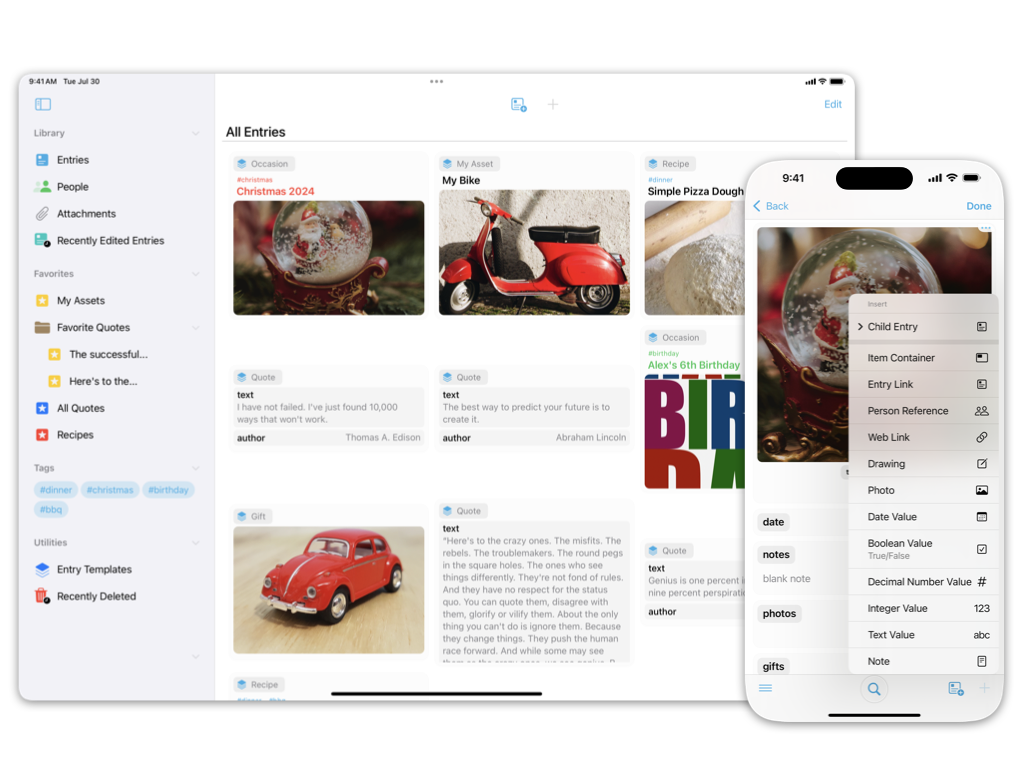 9:41 AM Tue Jul 30
Library
Entries
People
Attachments
Recently Edited Entries
Favorites
My Assets
Favorite Quotes
The successful...
Here's to the...
All Quotes
Recipes
Tags
#dinner #christmas #birthday
#bbq
Utilities
Entry Templates
Recently Deleted
Edit
All Entries
Occasion
#christmas
Christmas 2024
My Asset
My Bike
Recipe
#dinner
Simple Pizza Dough
Occasion
#birthday
Alex's 6th Birthday
BIR
DA
Quote
text
I have not failed. I've just found 10,000
ways that won't work.
author Thomas A. Edison
Quote
text
The best way to predict your future is to
create it.
author Abraham Lincoln
Gift
Quote
text
"Here's to the crazy ones. The misfits. The
rebels. The troublemakers. The round pegs
in the square holes. The ones who see
things differently. They're not fond of rules.
And they have no respect for the status
quo. You can quote them, disagree with
them, glorify or vilify them. About the only
thing you can't do is ignore them. Because
they change things. They push the human
race forward. And while some may see
Quote
text
Genius is one percent
nine percent perspiratio
author
Recipe
9:41
Back
Done
date
notes
blank note
photos
gifts
Insert
Child Entry
Item Container
Entry Link
Person Reference
Web Link
Drawing
Photo
Date Value
Boolean Value
True/False
Decimal Number Value #
Integer Value 123
Text Value abc
Note